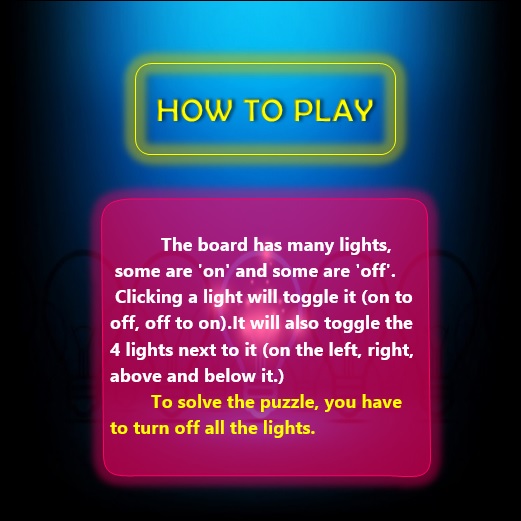 HOW TO PLAY
The board has many lights,
some are 'on' and some are 'off'.
Clicking a light will toggle it (on to
off, off to on).It will also toggle the
4 lights next to it (on the left, right,
above and below it.)
To solve the puzzle, you have
to turn off all the lights.